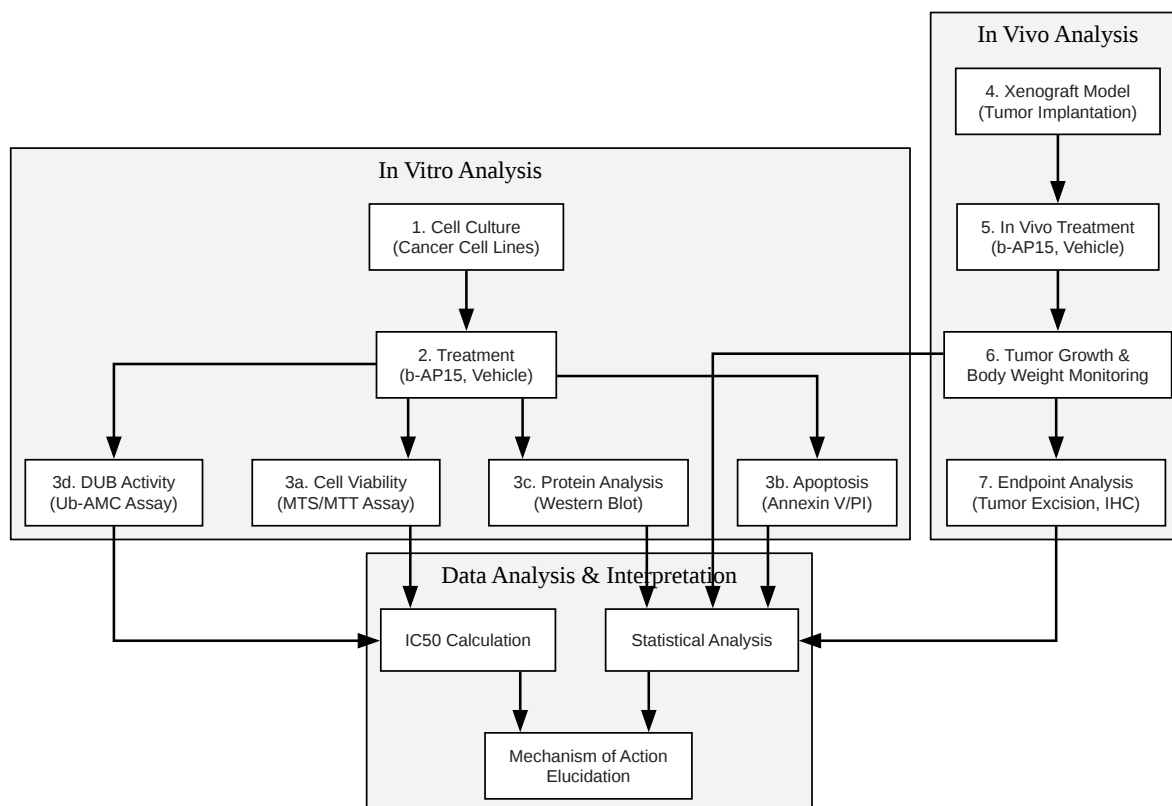 In Vivo Analysis
4. Xenograft Model
(Tumor Implantation)
In Vitro Analysis
1. Cell Culture
(Cancer Cell Lines)
5. In Vivo Treatment
(b-AP15, Vehicle)
2. Treatment
(b-AP15, Vehicle)
6. Tumor Growth &
Body Weight Monitoring
3d. DUB Activity
(Ub-AMC Assay)
3a. Cell Viability
(MTS/MTT Assay)
3c. Protein Analysis
(Western Blot)
3b. Apoptosis
(Annexin V/PI)
7. Endpoint Analysis
(Tumor Excision, IHC)
Data Analysis & Interpretation
IC50 Calculation
Statistical Analysis
Mechanism of Action
Elucidation